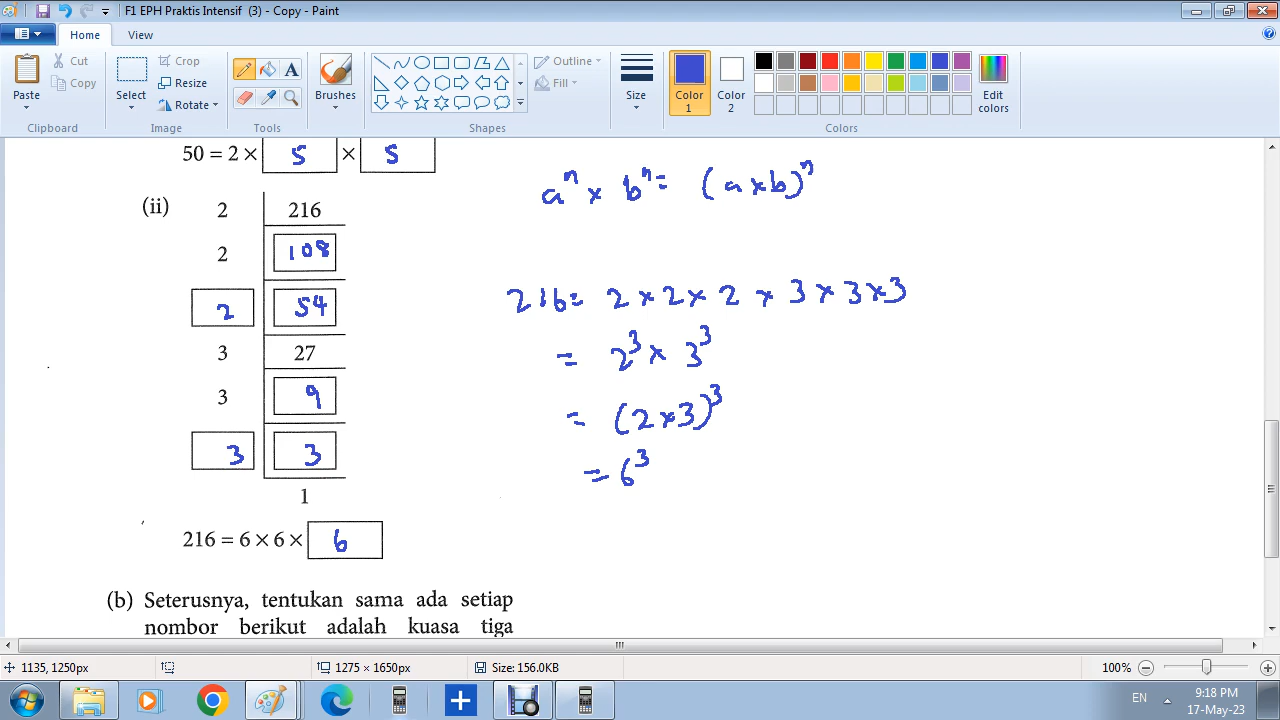 F1 EPH Praktis Intensif (3) - Copy - Paint
Home View
Paste Cut Copy Select Crop Resize Rotate Brushes Outline Fill Size Color 1 Color 2 Edit colors
Clipboard Image Tools Shapes Colors
50 = 2 × 5 × 5
aⁿ × bⁿ = (a × b)ⁿ
(ii) 2 216
2 108
2 54
3 27
3 9
3 3
1
216 = 6 × 6 × 6
216 = 2 × 2 × 2 × 3 × 3 × 3
= 2³ × 3³
= (2 × 3)³
= 6³
(b) Seterusnya, tentukan sama ada setiap
nombor berikut adalah kuasa tiga
1135, 1250px 1275 × 1650px Size: 156.0KB 100%
EN 9:18 PM
17-May-23